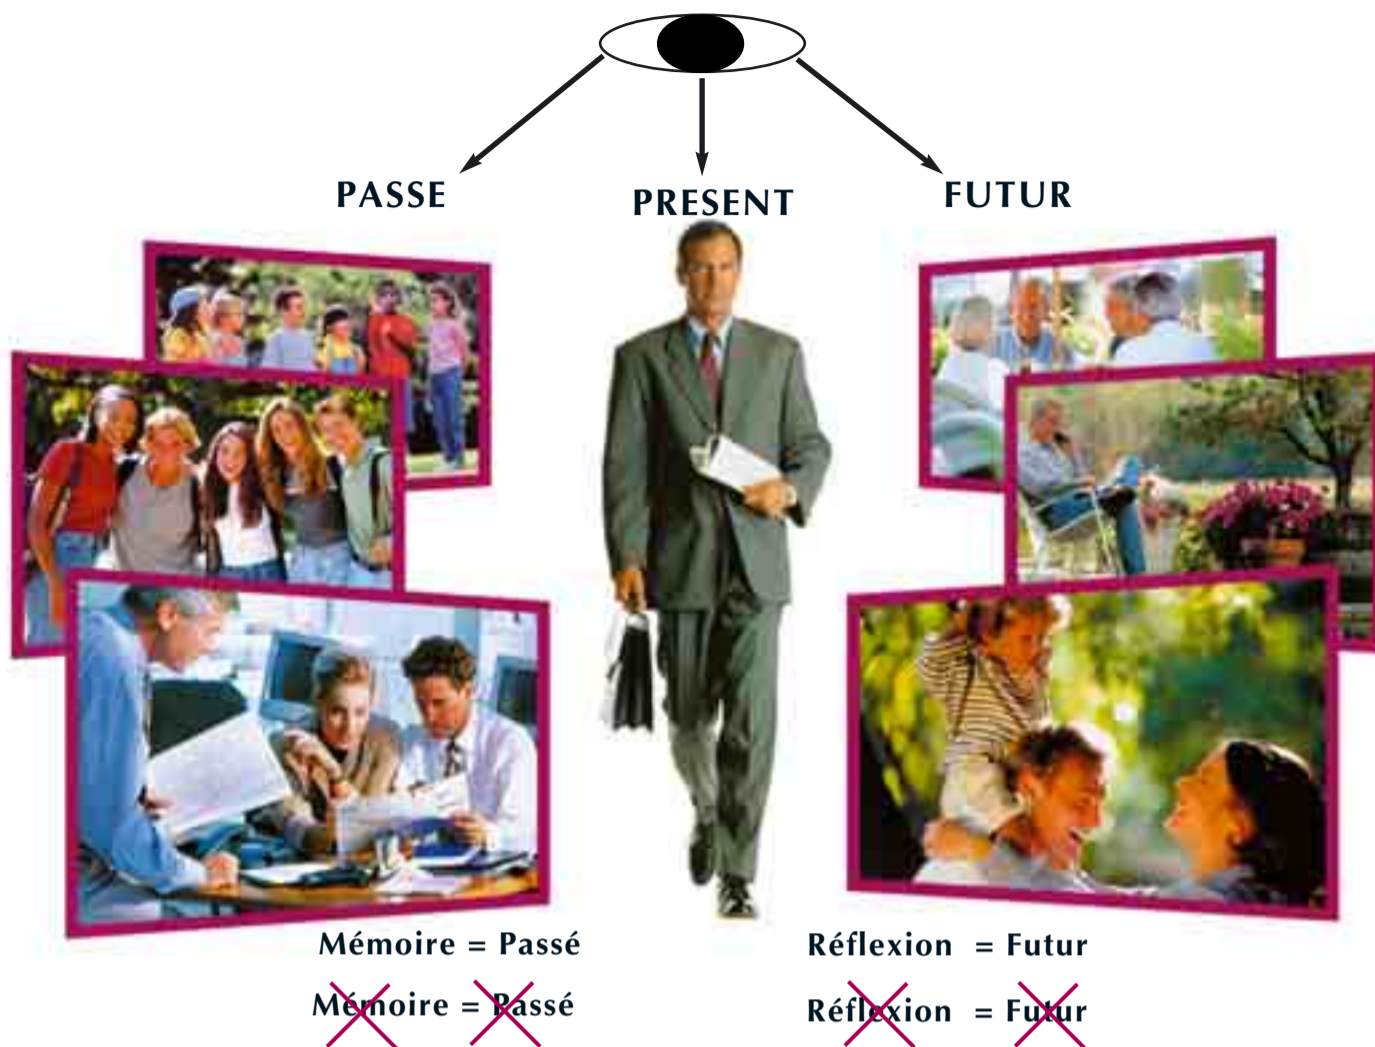 PASSE
PRESENT
FUTUR
Mémoire = Passé
Réflexion = Futur
Mémoire = Passé
Réflexion = Futur